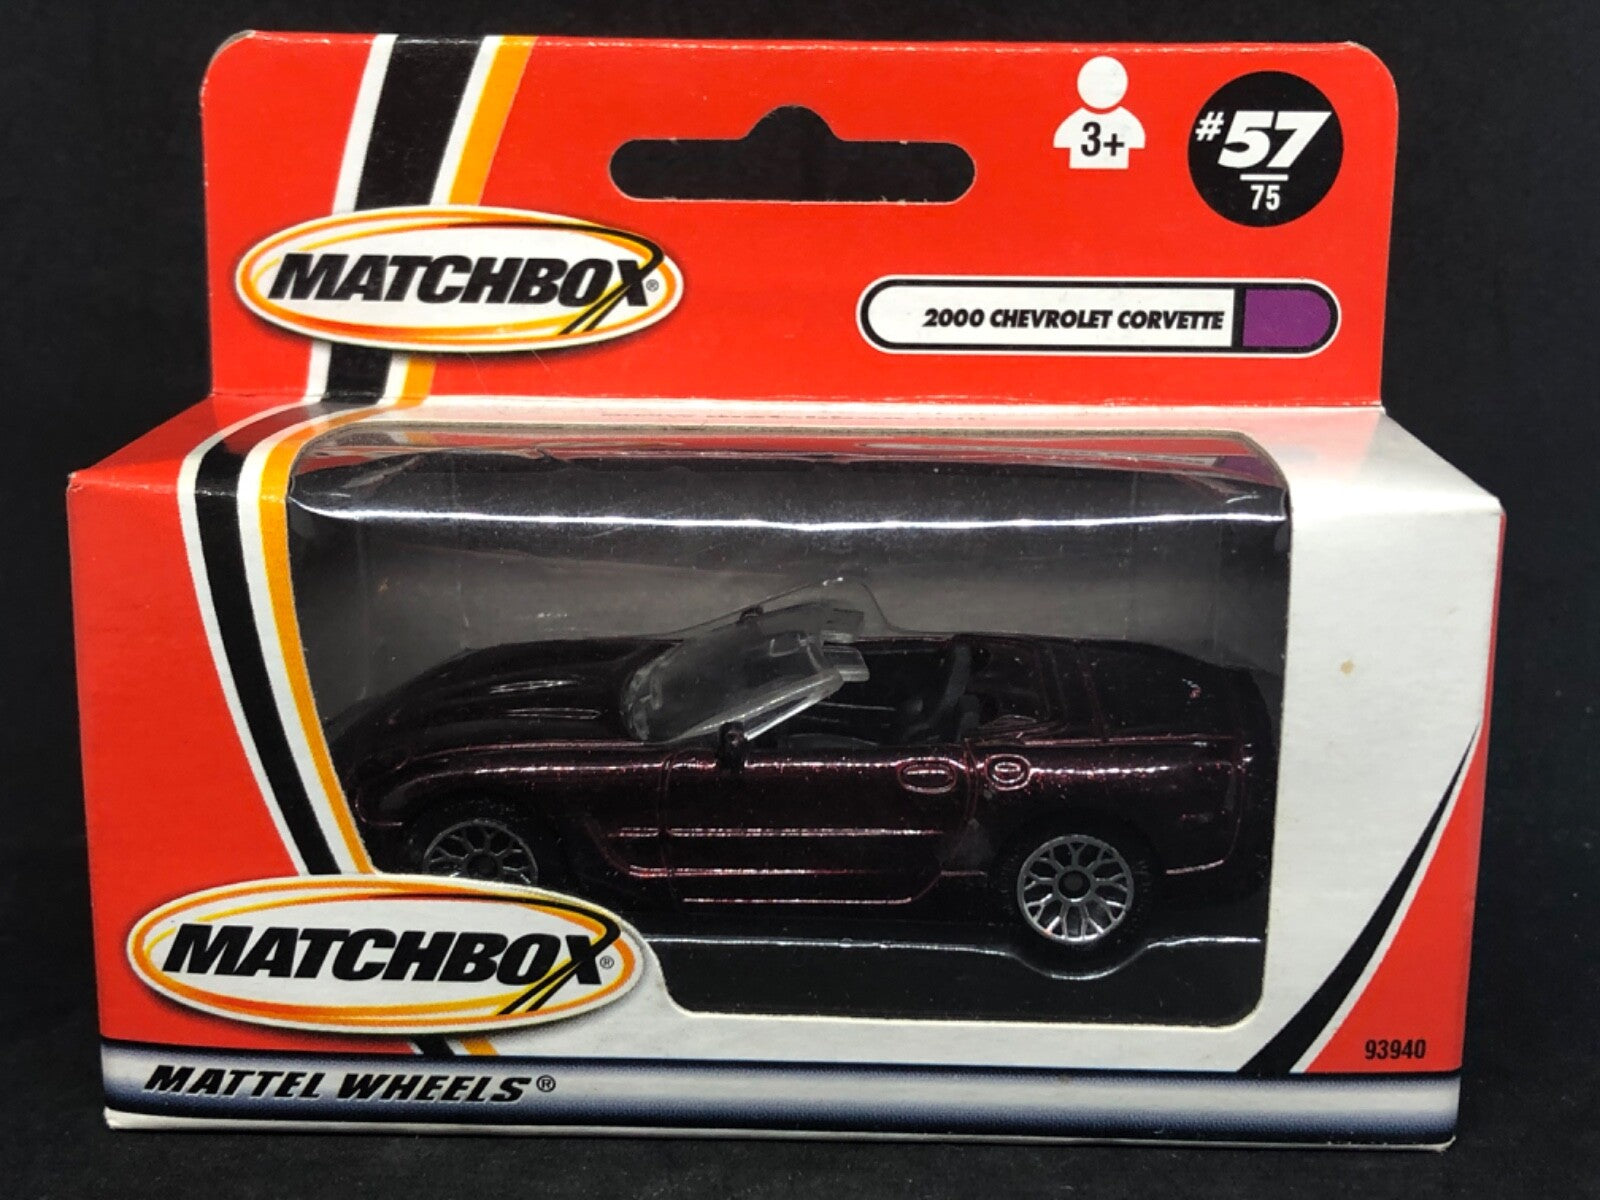 3+
#57
75
MATCHBOX®
2000 CHEVROLET CORVETTE
MATCHBOX®
93940
MATTEL WHEELS®